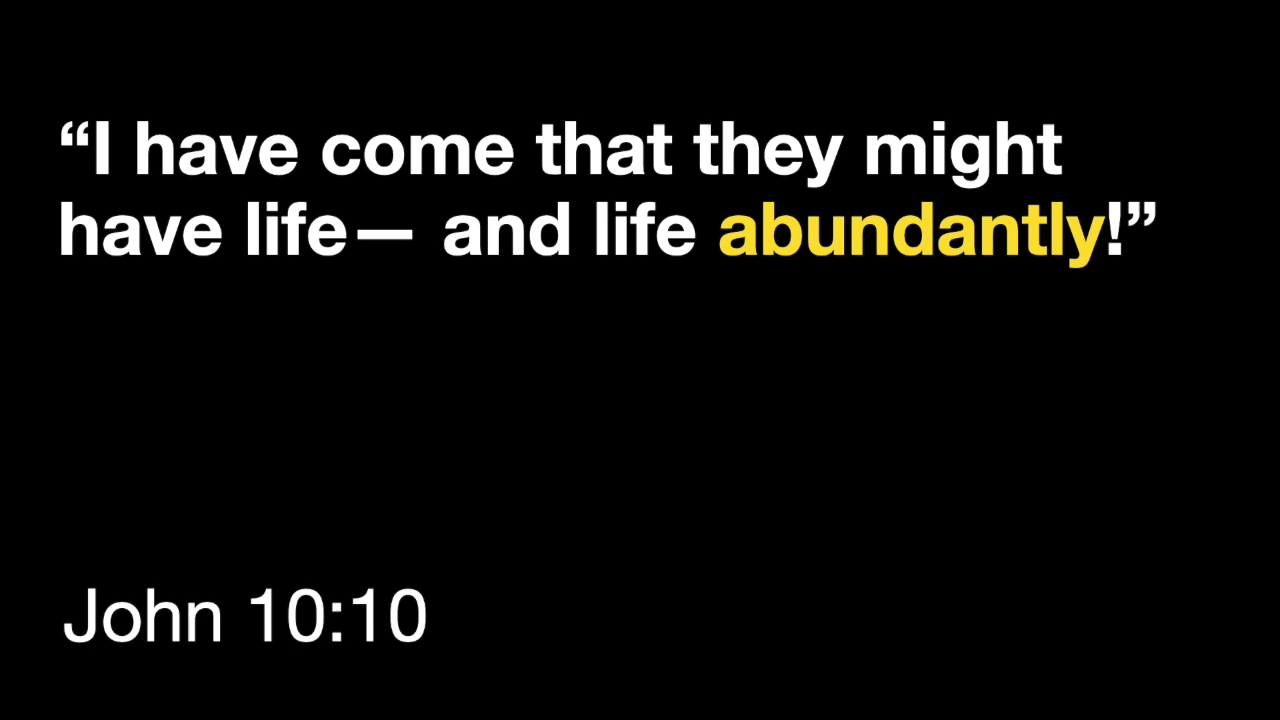 “I have come that they might
have life— and life abundantly!”
John 10:10